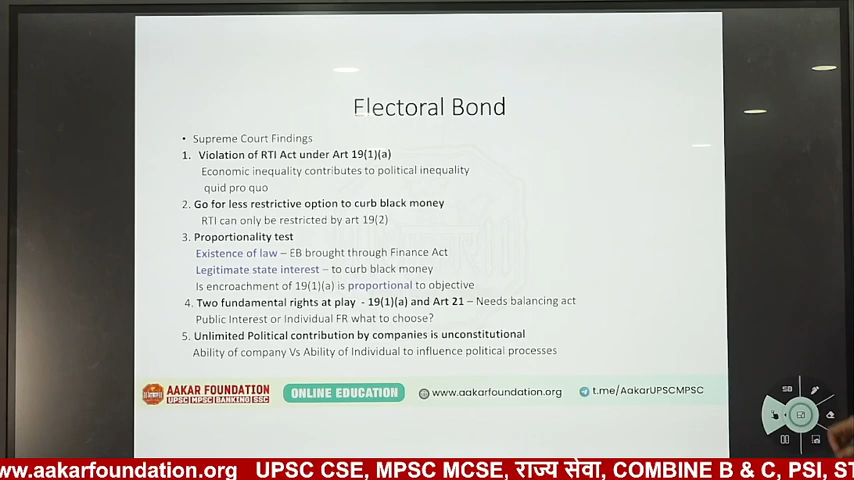 Electoral Bond
• Supreme Court Findings
1. Violation of RTI Act under Art 19(1)(a)
Economic inequality contributes to political inequality
quid pro quo
2. Go for less restrictive option to curb black money
RTI can only be restricted by art 19(2)
3. Proportionality test
Existence of law – EB brought through Finance Act
Legitimate state interest – to curb black money
Is encroachment of 19(1)(a) is proportional to objective
4. Two fundamental rights at play - 19(1)(a) and Art 21 – Needs balancing act
Public Interest or Individual FR what to choose?
5. Unlimited Political contribution by companies is unconstitutional
Ability of company Vs Ability of Individual to influence political processes
AAKAR FOUNDATION
UPSC MPSC BANKING SSC
ONLINE EDUCATION
www.aakarfoundation.org
t.me/AakarUPSCMPSC
ww.aakarfoundation.org UPSC CSE, MPSC MCSE, राज्य सेवा, COMBINE B & C, PSI, ST